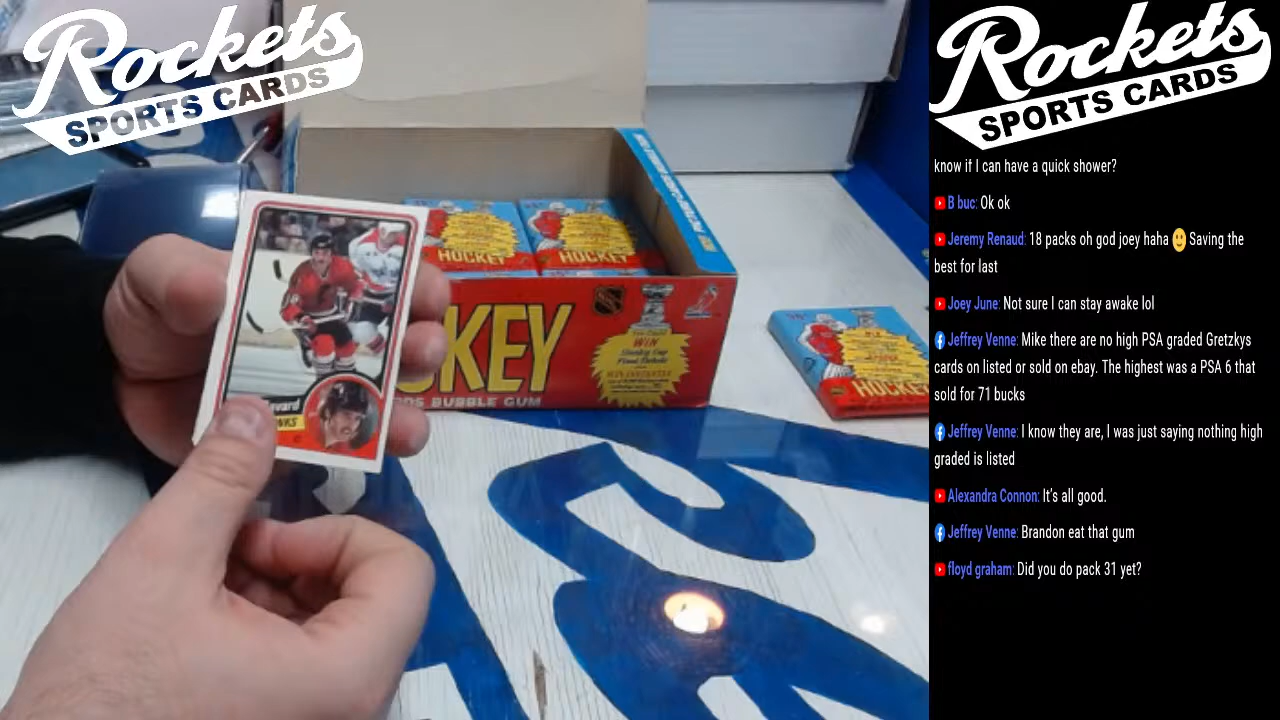 Rockets
SPORTS CARDS
Rockets
SPORTS CARDS
know if I can have a quick shower?
B buc: Ok ok
Jeremy Renaud: 18 packs oh god joey haha 🙂 Saving the
best for last
Joey June: Not sure I can stay awake lol
Jeffrey Venne: Mike there are no high PSA graded Gretzkys
cards on listed or sold on ebay. The highest was a PSA 6 that
sold for 71 bucks
Jeffrey Venne: I know they are, I was just saying nothing high
graded is listed
Alexandra Connon: It's all good.
Jeffrey Venne: Brandon eat that gum
floyd graham: Did you do pack 31 yet?
HOCKEY
HOCKEY
KEY
BUBBLE GUM
WIN
Stanley Cup
HOCKEY